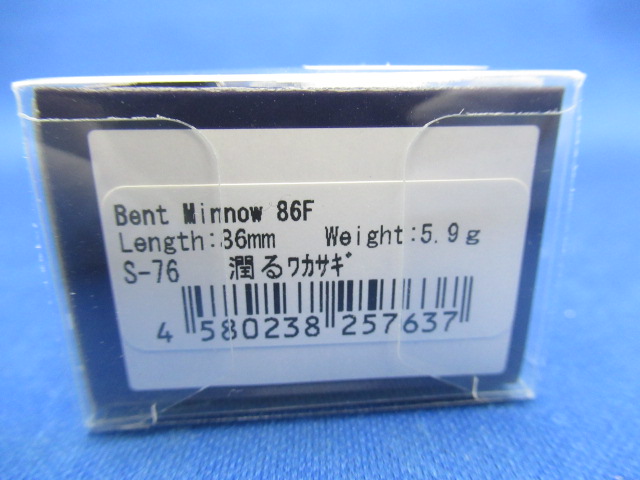 Bent Minnow 86F
Length:86mm Weight:5.9g
S-76 潤るワカサギ
4 580238 257637